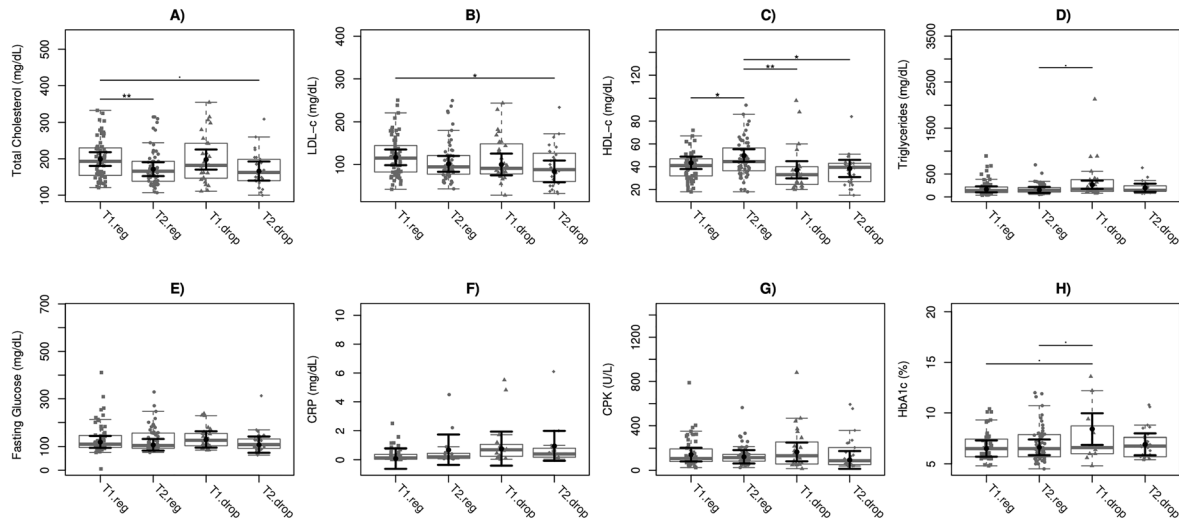 A)
Total Cholesterol (mg/dL)
500
400
300
200
100
.
**
T1.reg
T2.reg
T1.drop
T2.drop
B)
LDL−c (mg/dL)
400
300
200
100
0
*
T1.reg
T2.reg
T1.drop
T2.drop
C)
HDL−c (mg/dL)
120
100
80
60
40
20
*
**
*
T1.reg
T2.reg
T1.drop
T2.drop
D)
Triglycerides (mg/dL)
3500
2500
1500
500
0
.
T1.reg
T2.reg
T1.drop
T2.drop
E)
Fasting Glucose (mg/dL)
700
500
300
100
0
T1.reg
T2.reg
T1.drop
T2.drop
F)
CRP (mg/dL)
10
8
6
4
2
0
T1.reg
T2.reg
T1.drop
T2.drop
G)
CPK (U/L)
1400
1000
600
200
0
T1.reg
T2.reg
T1.drop
T2.drop
H)
HbA1c (%)
20
15
10
5
.
.
T1.reg
T2.reg
T1.drop
T2.drop